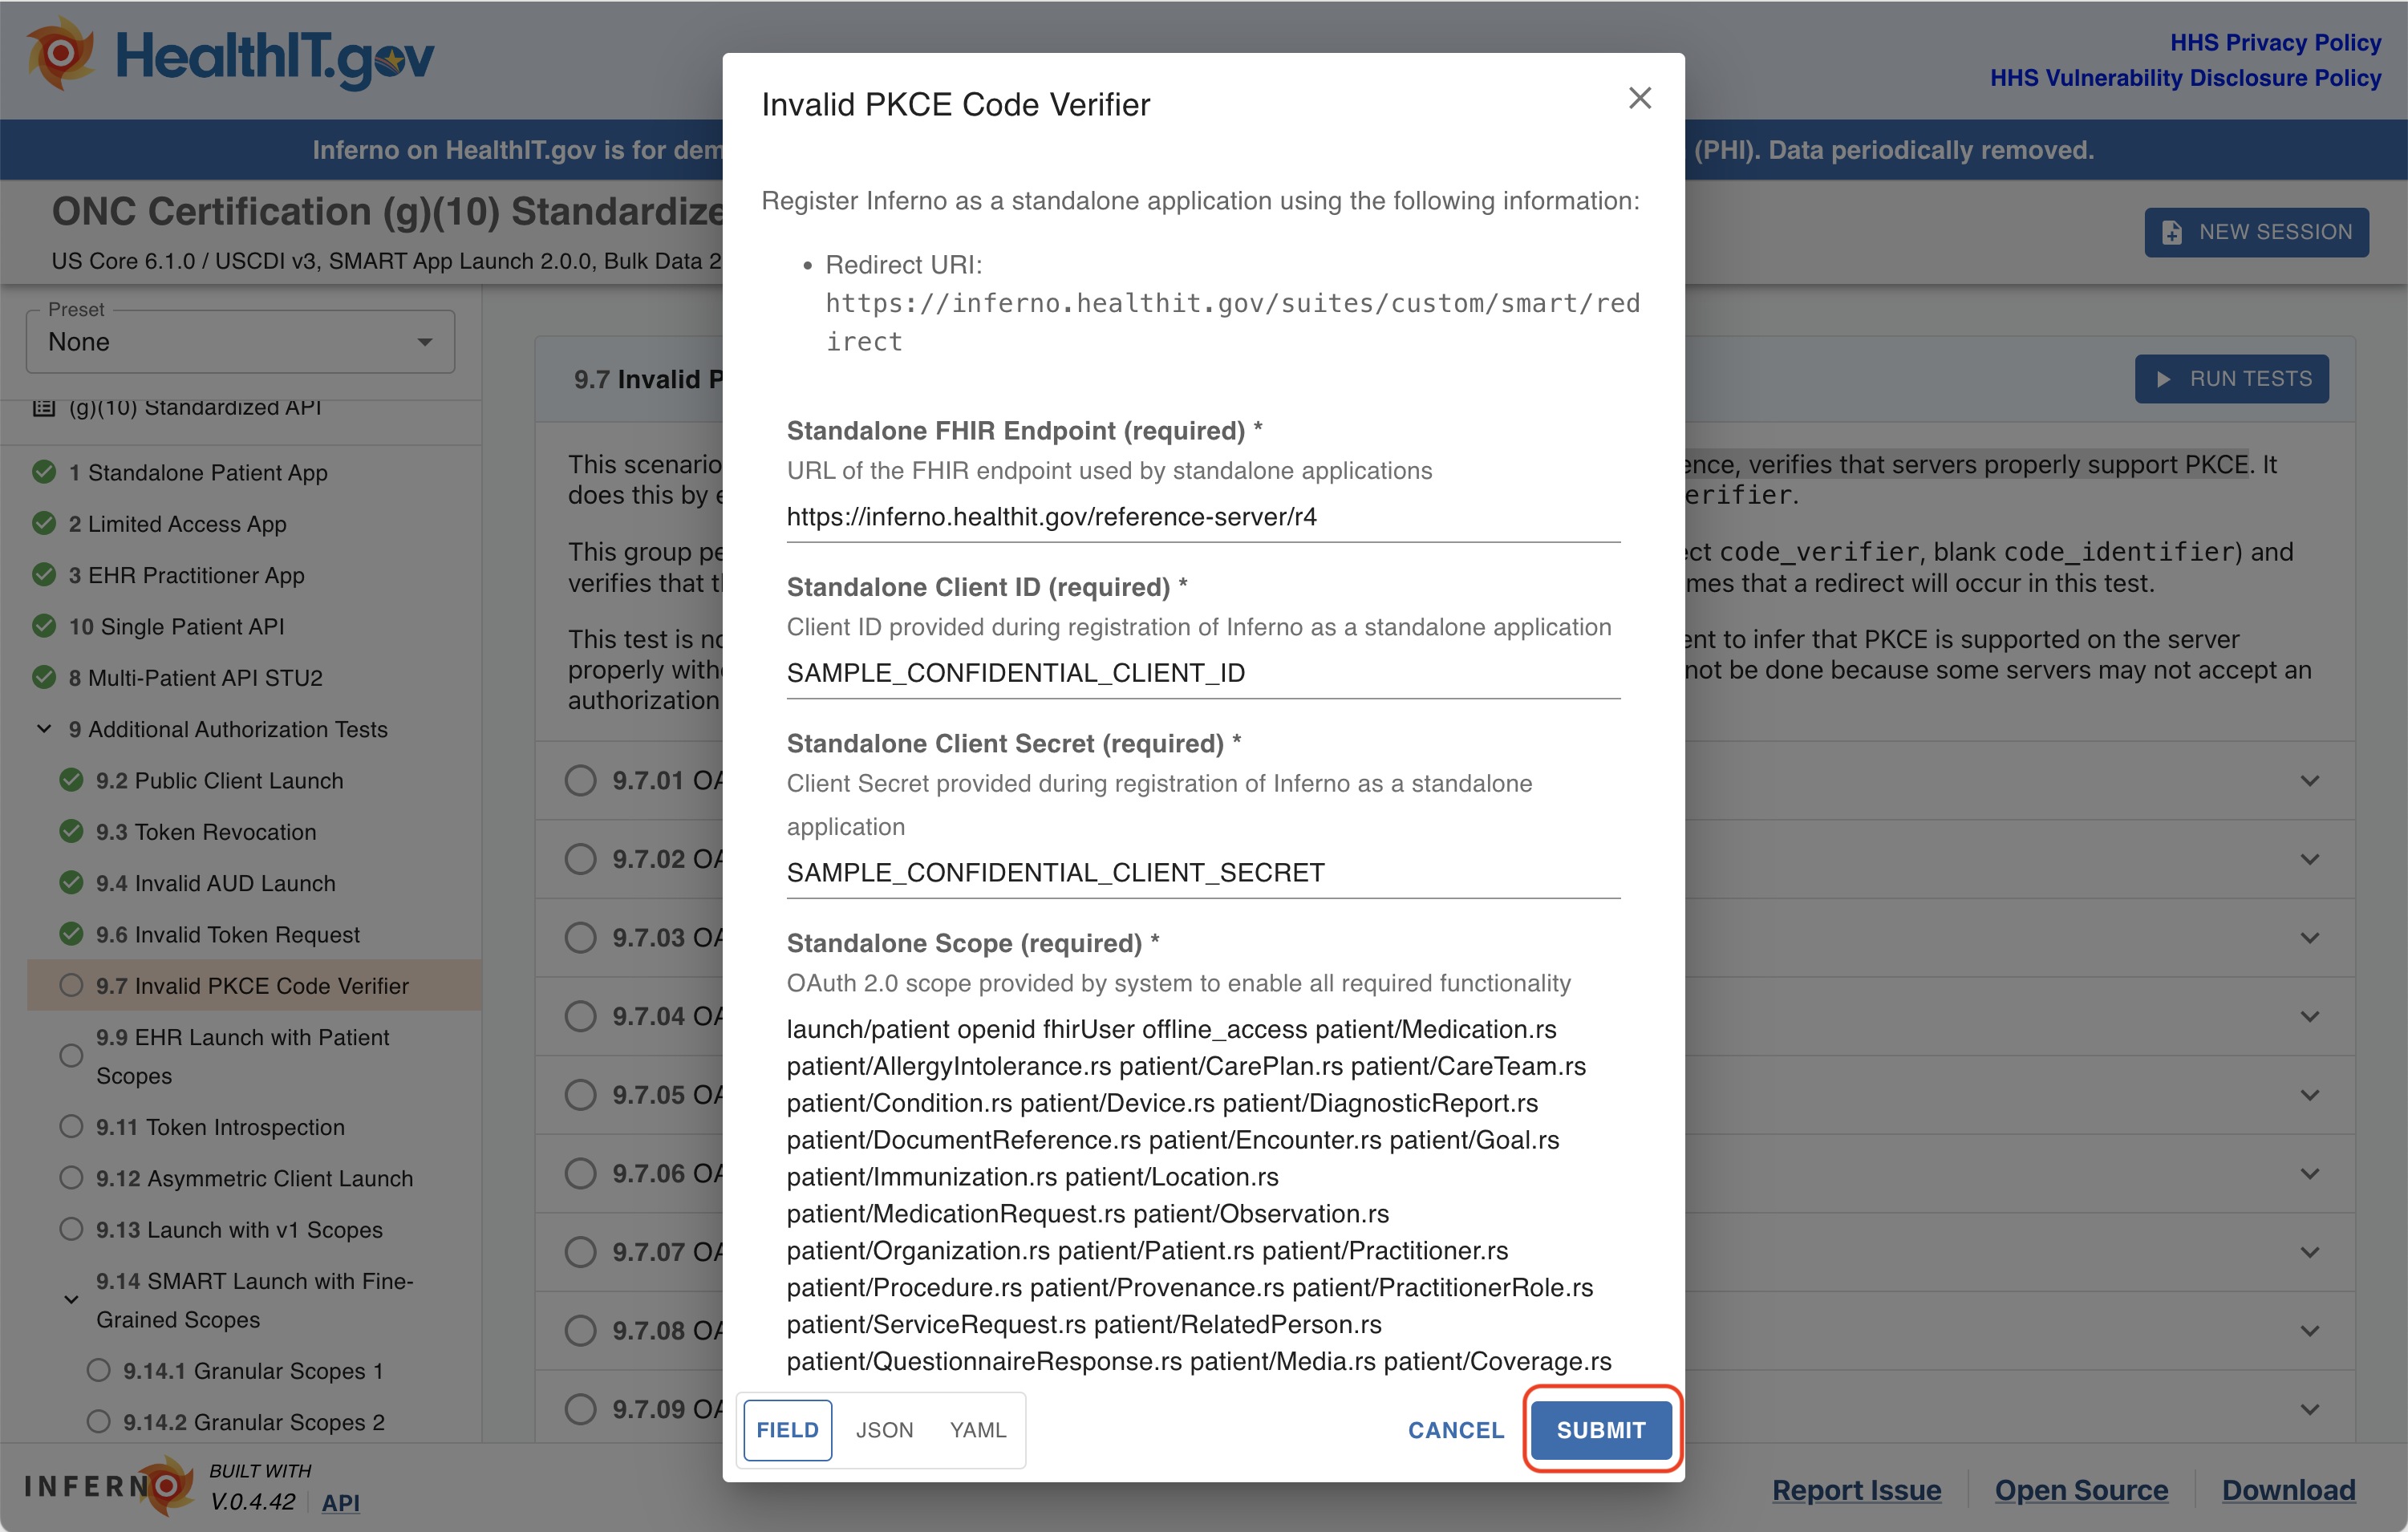 HealthIT.gov
HHS Privacy Policy
HHS Vulnerability Disclosure Policy
Inferno on HealthIT.gov is for dem
(PHI). Data periodically removed.
ONC Certification (g)(10) Standardize
US Core 6.1.0 / USCDI v3, SMART App Launch 2.0.0, Bulk Data 2
NEW SESSION
Preset
None
(g)(10) Standardized API
1 Standalone Patient App
2 Limited Access App
3 EHR Practitioner App
10 Single Patient API
8 Multi-Patient API STU2
9 Additional Authorization Tests
9.2 Public Client Launch
9.3 Token Revocation
9.4 Invalid AUD Launch
9.6 Invalid Token Request
9.7 Invalid PKCE Code Verifier
9.9 EHR Launch with Patient
Scopes
9.11 Token Introspection
9.12 Asymmetric Client Launch
9.13 Launch with v1 Scopes
9.14 SMART Launch with Fine-
Grained Scopes
9.14.1 Granular Scopes 1
9.14.2 Granular Scopes 2
9.7 Invalid P
RUN TESTS
This scenario
ence, verifies that servers properly support PKCE. It
does this by e
erifier.
This group pe
ect code_verifier, blank code_identifier) and
verifies that t
mes that a redirect will occur in this test.
This test is no
ent to infer that PKCE is supported on the server
properly with
not be done because some servers may not accept an
authorization
9.7.01 OA
9.7.02 OA
9.7.03 OA
9.7.04 OA
9.7.05 OA
9.7.06 OA
9.7.07 OA
9.7.08 OA
9.7.09 OA
Invalid PKCE Code Verifier
Register Inferno as a standalone application using the following information:
• Redirect URI:
https://inferno.healthit.gov/suites/custom/smart/red
irect
Standalone FHIR Endpoint (required) *
URL of the FHIR endpoint used by standalone applications
https://inferno.healthit.gov/reference-server/r4
Standalone Client ID (required) *
Client ID provided during registration of Inferno as a standalone application
SAMPLE_CONFIDENTIAL_CLIENT_ID
Standalone Client Secret (required) *
Client Secret provided during registration of Inferno as a standalone
application
SAMPLE_CONFIDENTIAL_CLIENT_SECRET
Standalone Scope (required) *
OAuth 2.0 scope provided by system to enable all required functionality
launch/patient openid fhirUser offline_access patient/Medication.rs
patient/AllergyIntolerance.rs patient/CarePlan.rs patient/CareTeam.rs
patient/Condition.rs patient/Device.rs patient/DiagnosticReport.rs
patient/DocumentReference.rs patient/Encounter.rs patient/Goal.rs
patient/Immunization.rs patient/Location.rs
patient/MedicationRequest.rs patient/Observation.rs
patient/Organization.rs patient/Patient.rs patient/Practitioner.rs
patient/Procedure.rs patient/Provenance.rs patient/PractitionerRole.rs
patient/ServiceRequest.rs patient/RelatedPerson.rs
patient/QuestionnaireResponse.rs patient/Media.rs patient/Coverage.rs
FIELD JSON YAML
CANCEL SUBMIT
INFERNO
BUILT WITH
V.0.4.42 API
Report Issue
Open Source
Download